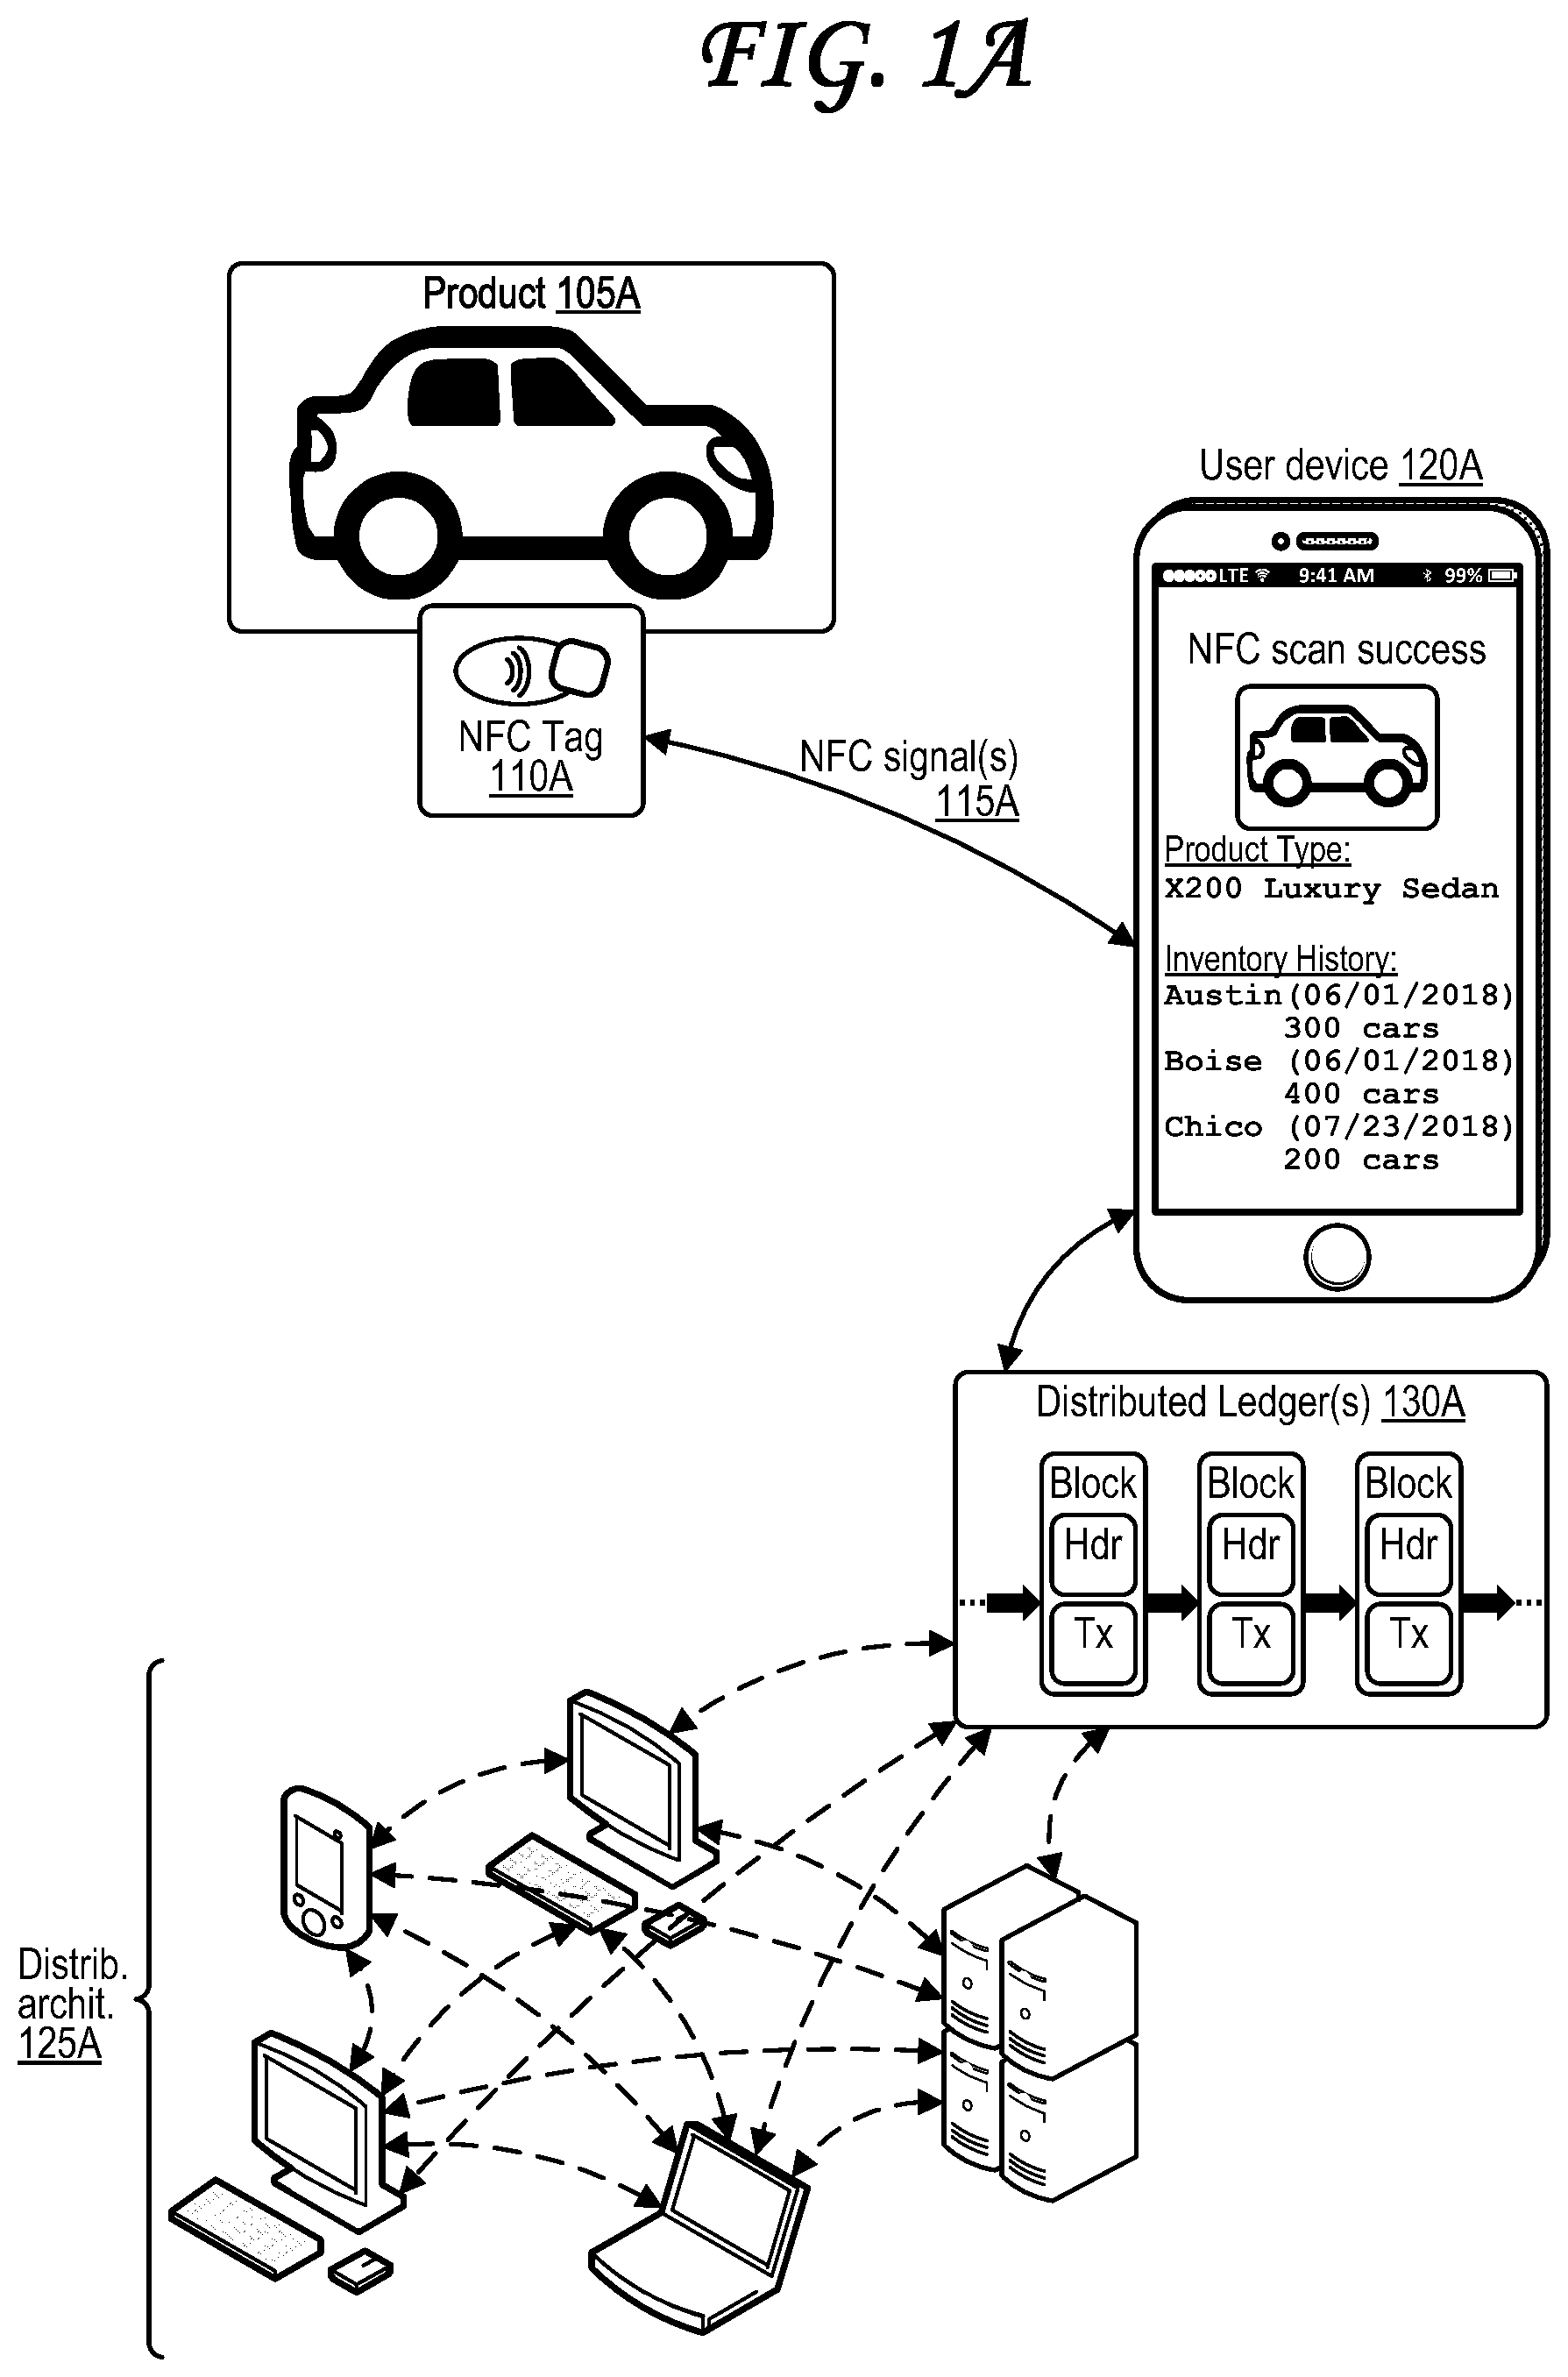 FIG. 1A
Product 105A
NFC Tag
110A
NFC signal(s)
115A
User device 120A
LTE 9:41 AM 99%
NFC scan success
Product Type:
X200 Luxury Sedan
Inventory History:
Austin(06/01/2018)
300 cars
Boise (06/01/2018)
400 cars
Chico (07/23/2018)
200 cars
Distributed Ledger(s) 130A
Block Block Block
Hdr Hdr Hdr
Tx Tx Tx
Distrib.
archit.
125A